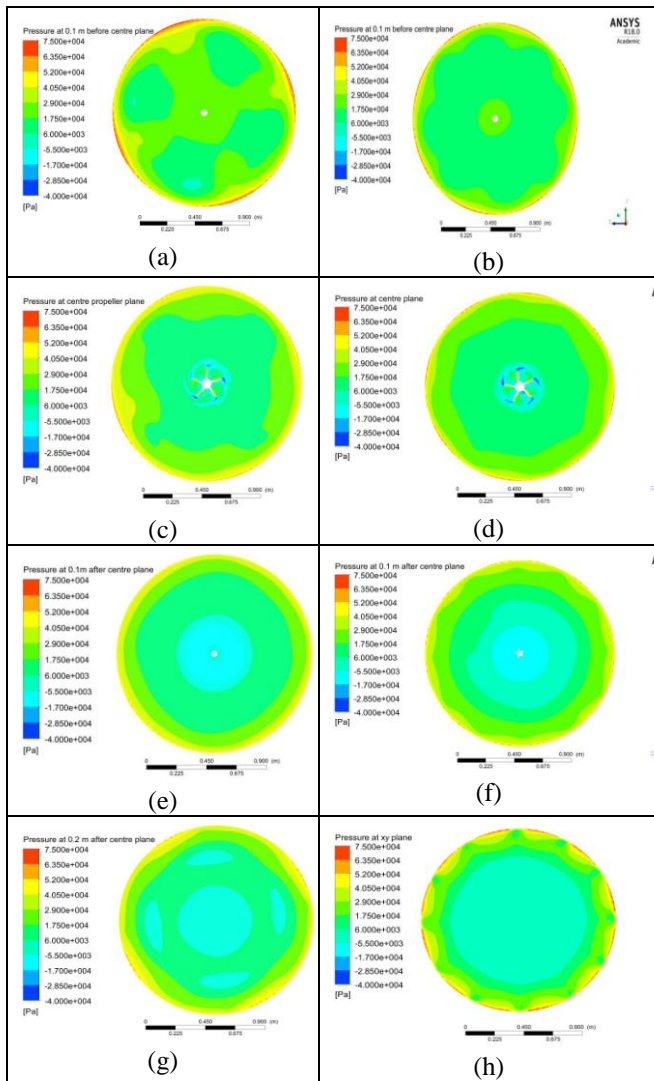 Pressure at 0.1 m before centre plane
7.500e+004
6.350e+004
5.200e+004
4.050e+004
2.900e+004
1.750e+004
6.000e+003
-5.500e+003
-1.700e+004
-2.850e+004
-4.000e+004
[Pa]
0 0.450 0.900 (m)
0.225 0.675
(a)
Pressure at 0.1 m before centre plane
7.500e+004
6.350e+004
5.200e+004
4.050e+004
2.900e+004
1.750e+004
6.000e+003
-5.500e+003
-1.700e+004
-2.850e+004
-4.000e+004
[Pa]
ANSYS
R18.0
Academic
0 0.450 0.900 (m)
0.225 0.675
(b)
Pressure at centre propeller plane
7.500e+004
6.350e+004
5.200e+004
4.050e+004
2.900e+004
1.750e+004
6.000e+003
-5.500e+003
-1.700e+004
-2.850e+004
-4.000e+004
[Pa]
0 0.450 0.900 (m)
0.225 0.675
(c)
Pressure at centre plane
7.500e+004
6.350e+004
5.200e+004
4.050e+004
2.900e+004
1.750e+004
6.000e+003
-5.500e+003
-1.700e+004
-2.850e+004
-4.000e+004
[Pa]
0 0.450 0.900 (m)
0.225 0.675
(d)
Pressure at 0.1m after centre plane
7.500e+004
6.350e+004
5.200e+004
4.050e+004
2.900e+004
1.750e+004
6.000e+003
-5.500e+003
-1.700e+004
-2.850e+004
-4.000e+004
[Pa]
0 0.450 0.900 (m)
0.225 0.675
(e)
Pressure at 0.1 m after centre plane
7.500e+004
6.350e+004
5.200e+004
4.050e+004
2.900e+004
1.750e+004
6.000e+003
-5.500e+003
-1.700e+004
-2.850e+004
-4.000e+004
[Pa]
0 0.450 0.900 (m)
0.225 0.675
(f)
Pressure at 0.2 m after centre plane
7.500e+004
6.350e+004
5.200e+004
4.050e+004
2.900e+004
1.750e+004
6.000e+003
-5.500e+003
-1.700e+004
-2.850e+004
-4.000e+004
[Pa]
0 0.450 0.900 (m)
0.225 0.675
(g)
Pressure at xy plane
7.500e+004
6.350e+004
5.200e+004
4.050e+004
2.900e+004
1.750e+004
6.000e+003
-5.500e+003
-1.700e+004
-2.850e+004
-4.000e+004
[Pa]
0 0.450 0.900 (m)
0.225 0.675
(h)